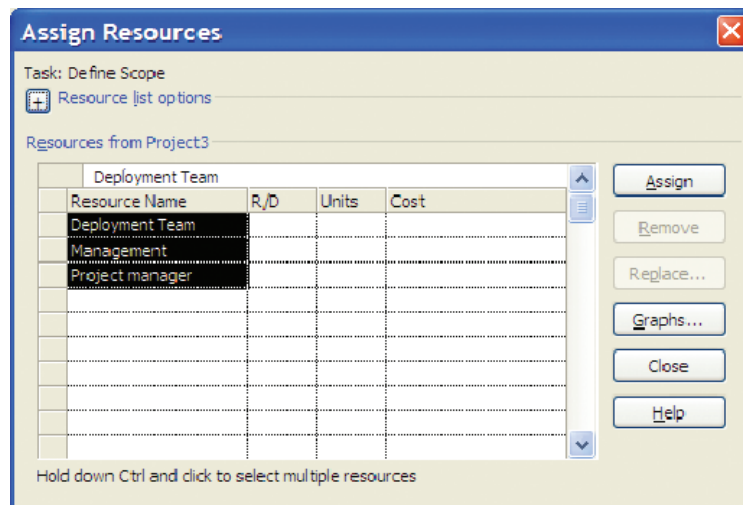 Assign Resources
Task: Define Scope
+ Resource list options
Resources from Project3
Deployment Team
Assign
Resource Name R/D Units Cost
Deployment Team
Remove
Management
Project manager
Replace...
Graphs...
Close
Help
Hold down Ctrl and click to select multiple resources